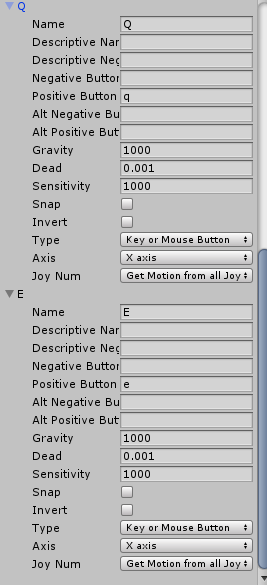 Q
Name Q
Descriptive Nar
Descriptive Neg
Negative Button
Positive Button q
Alt Negative Bu
Alt Positive But
Gravity 1000
Dead 0.001
Sensitivity 1000
Snap
Invert
Type Key or Mouse Button
Axis X axis
Joy Num Get Motion from all Joy
E
Name E
Descriptive Nar
Descriptive Neg
Negative Button
Positive Button e
Alt Negative Bu
Alt Positive But
Gravity 1000
Dead 0.001
Sensitivity 1000
Snap
Invert
Type Key or Mouse Button
Axis X axis
Joy Num Get Motion from all Joy